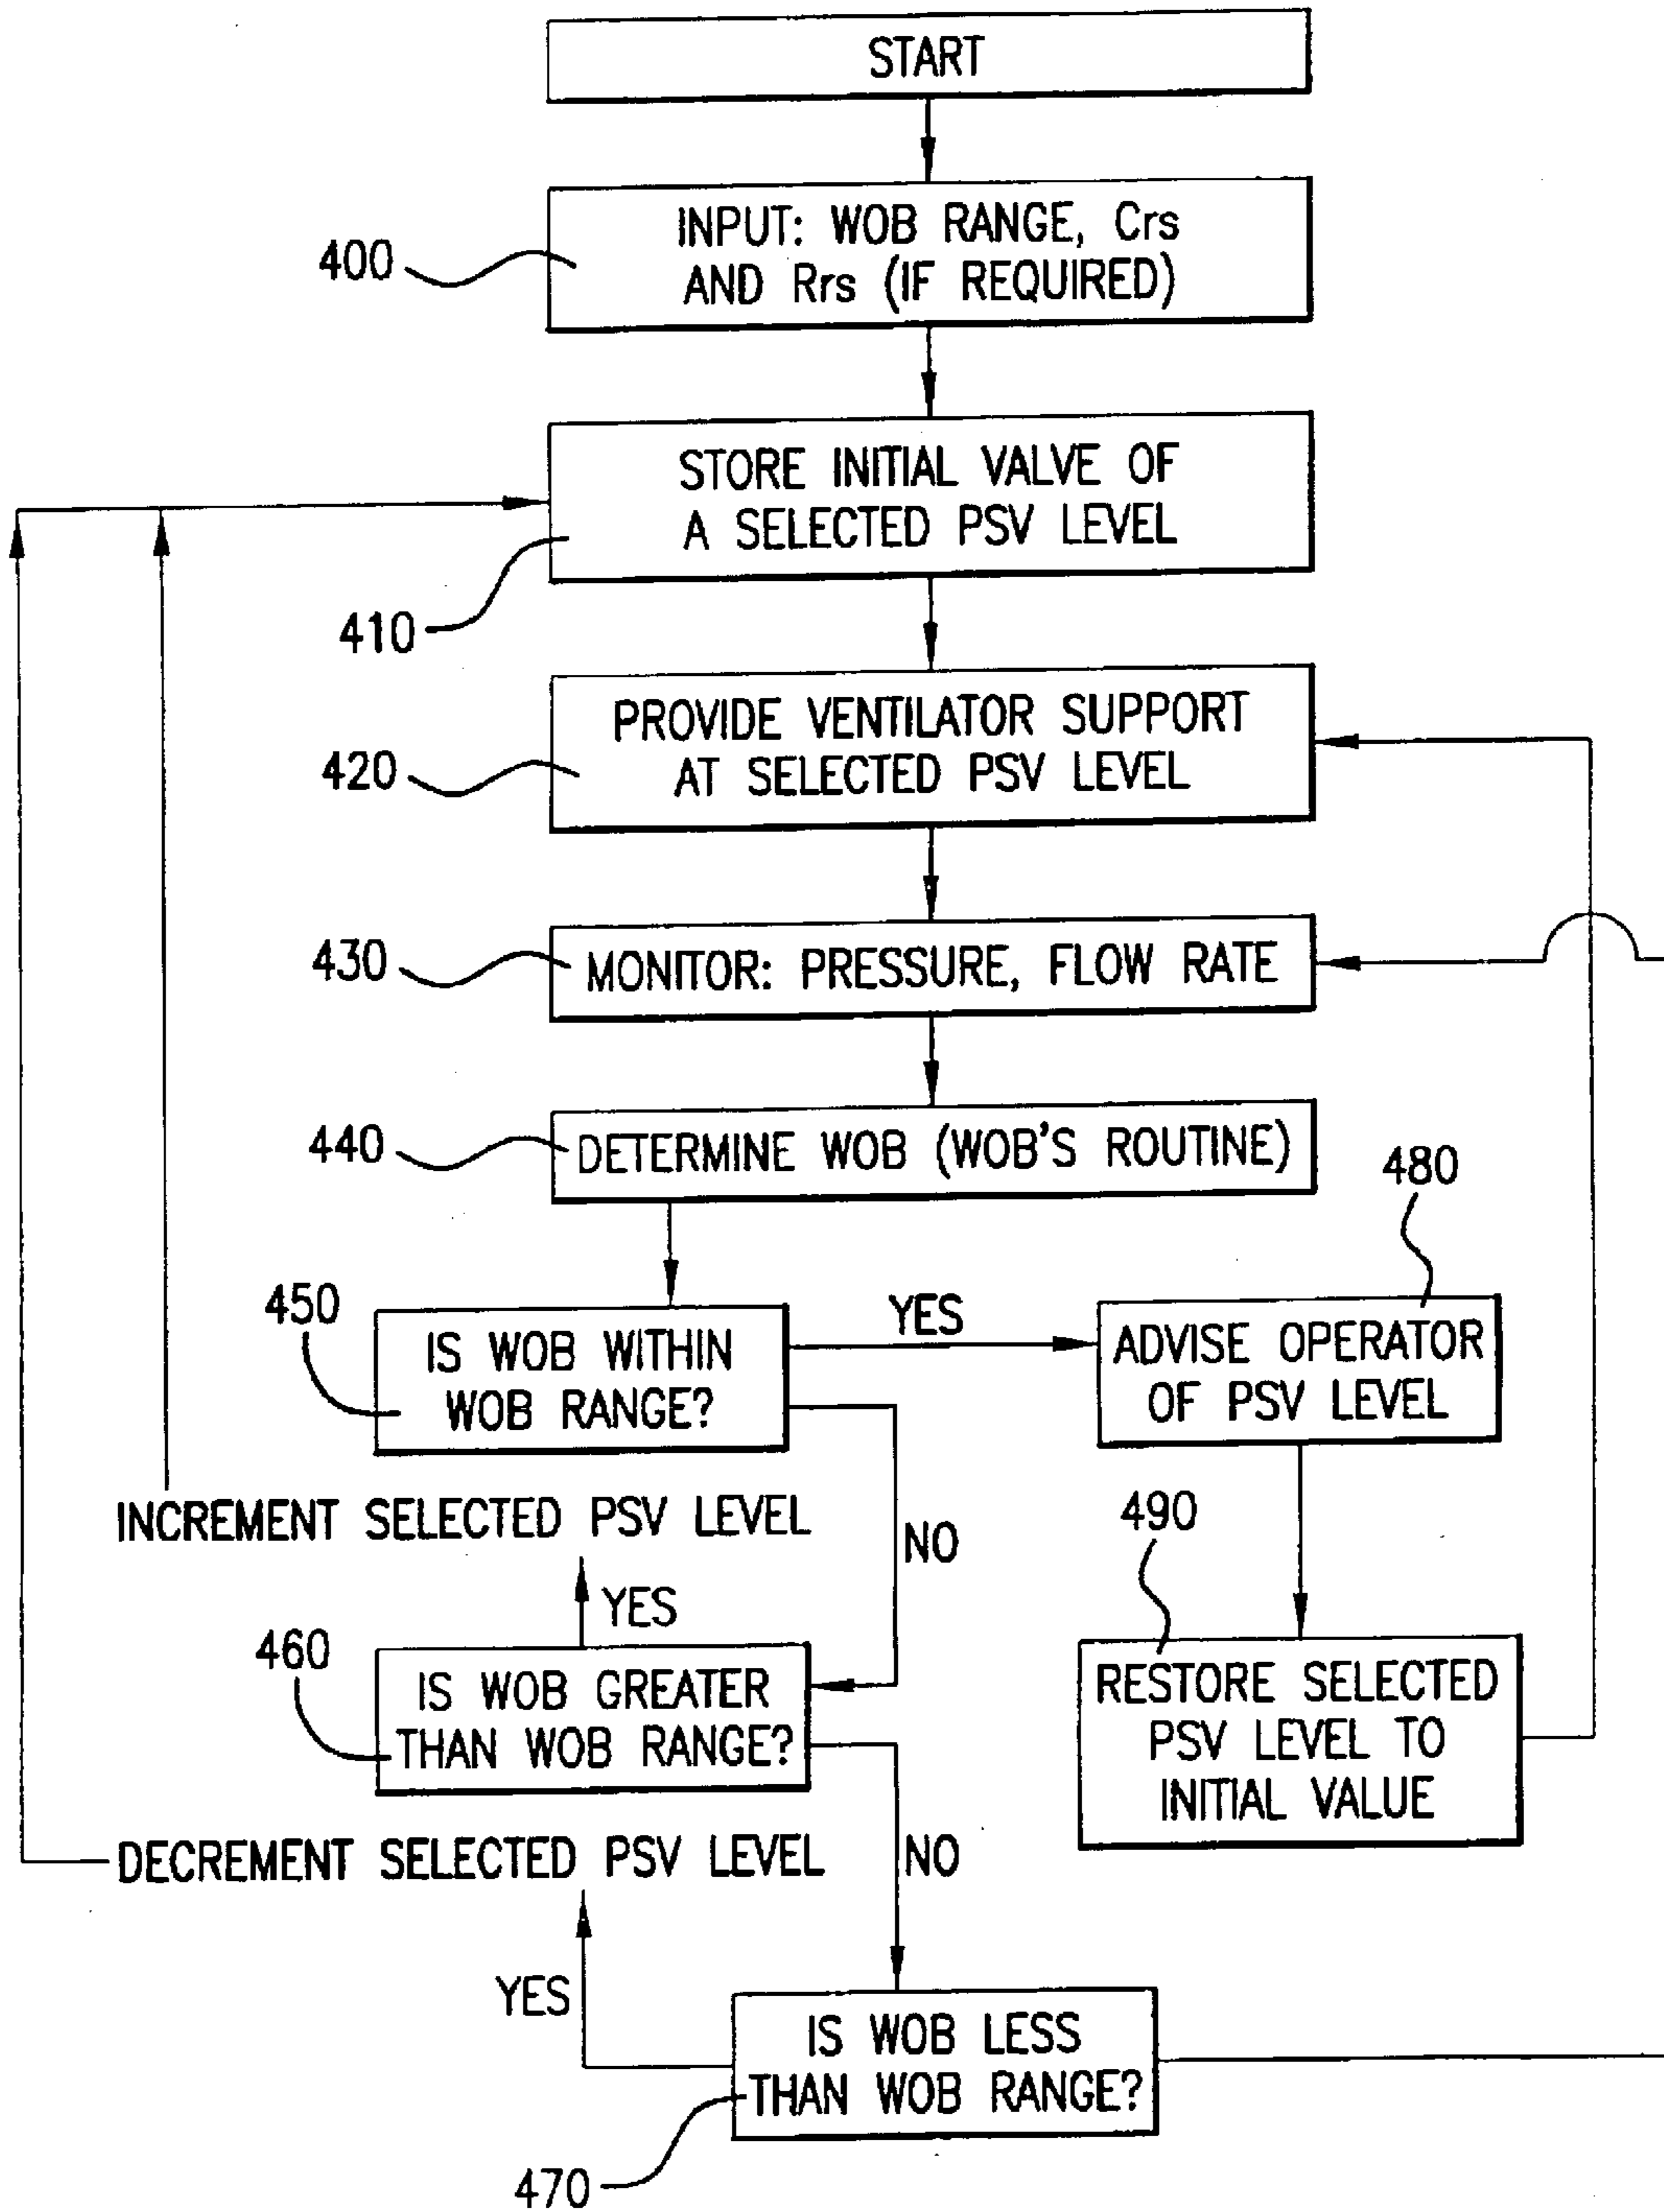 START
INPUT: WOB RANGE, Crs
AND Rrs (IF REQUIRED)
400
STORE INITIAL VALVE OF
A SELECTED PSV LEVEL
410
PROVIDE VENTILATOR SUPPORT
AT SELECTED PSV LEVEL
420
MONITOR: PRESSURE, FLOW RATE
430
DETERMINE WOB (WOB'S ROUTINE)
440
480
450
IS WOB WITHIN
WOB RANGE?
YES
ADVISE OPERATOR
OF PSV LEVEL
INCREMENT SELECTED PSV LEVEL
NO
490
YES
460
IS WOB GREATER
THAN WOB RANGE?
RESTORE SELECTED
PSV LEVEL TO
INITIAL VALUE
DECREMENT SELECTED PSV LEVEL
NO
YES
IS WOB LESS
THAN WOB RANGE?
470